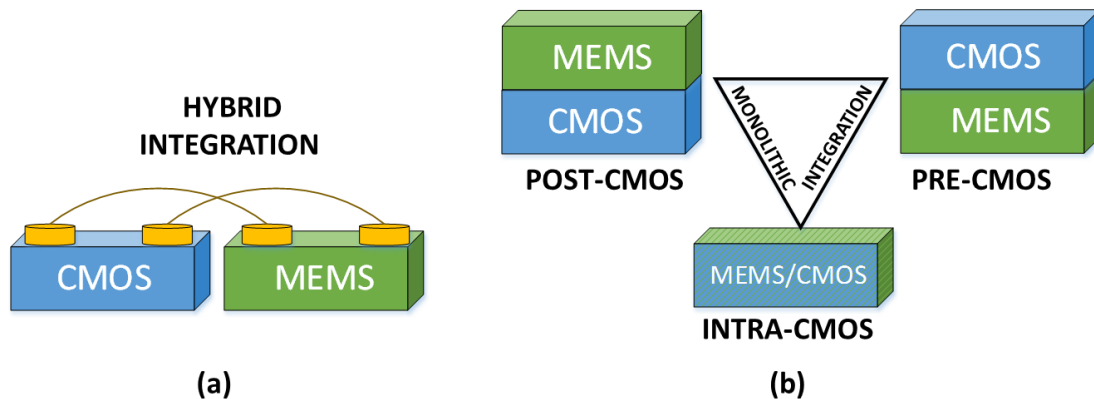 HYBRID
INTEGRATION
CMOS
MEMS
(a)
MEMS
CMOS
POST-CMOS
MONOLITHIC
INTEGRATION
CMOS
MEMS
PRE-CMOS
MEMS/CMOS
INTRA-CMOS
(b)